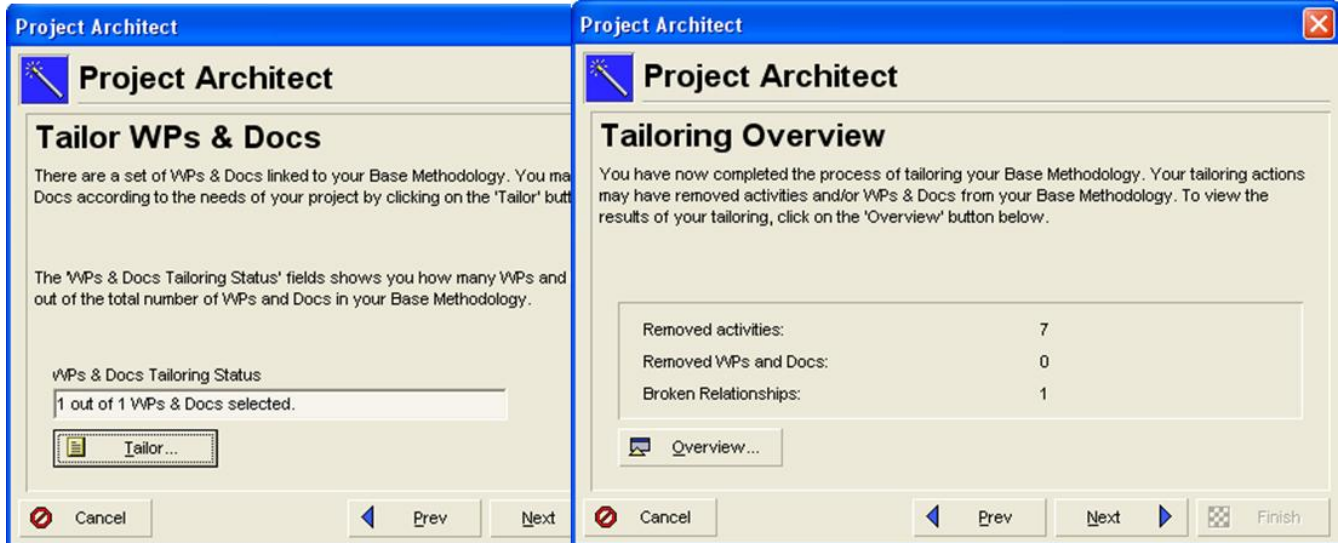 Project Architect
Project Architect
Tailor WPs & Docs
There are a set of WPs & Docs linked to your Base Methodology. You ma
Docs according to the needs of your project by clicking on the 'Tailor' butt
The 'WPs & Docs Tailoring Status' fields shows you how many WPs and
out of the total number of WPs and Docs in your Base Methodology.
WPs & Docs Tailoring Status
1 out of 1 WPs & Docs selected.
Tailor...
Cancel
Prev
Next
Project Architect
Project Architect
Tailoring Overview
You have now completed the process of tailoring your Base Methodology. Your tailoring actions
may have removed activities and/or WPs & Docs from your Base Methodology. To view the
results of your tailoring, click on the 'Overview' button below.
Removed activities: 7
Removed WPs and Docs: 0
Broken Relationships: 1
Overview...
Cancel
Prev
Next
Finish